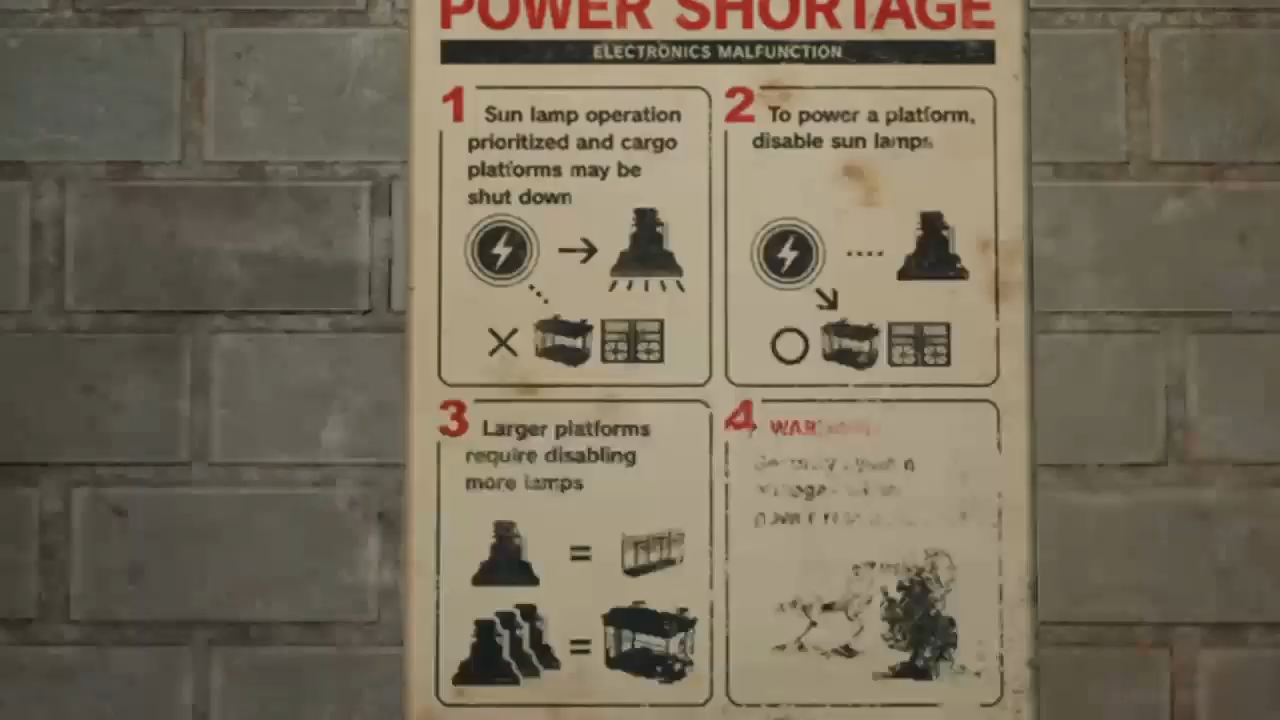 POWER SHORTAGE
ELECTRONICS MALFUNCTION
1 Sun lamp operation
prioritized and cargo
platforms may be
shut down
2 To power a platform,
disable sun lamps
3 Larger platforms
require disabling
more lamps
=
=
4